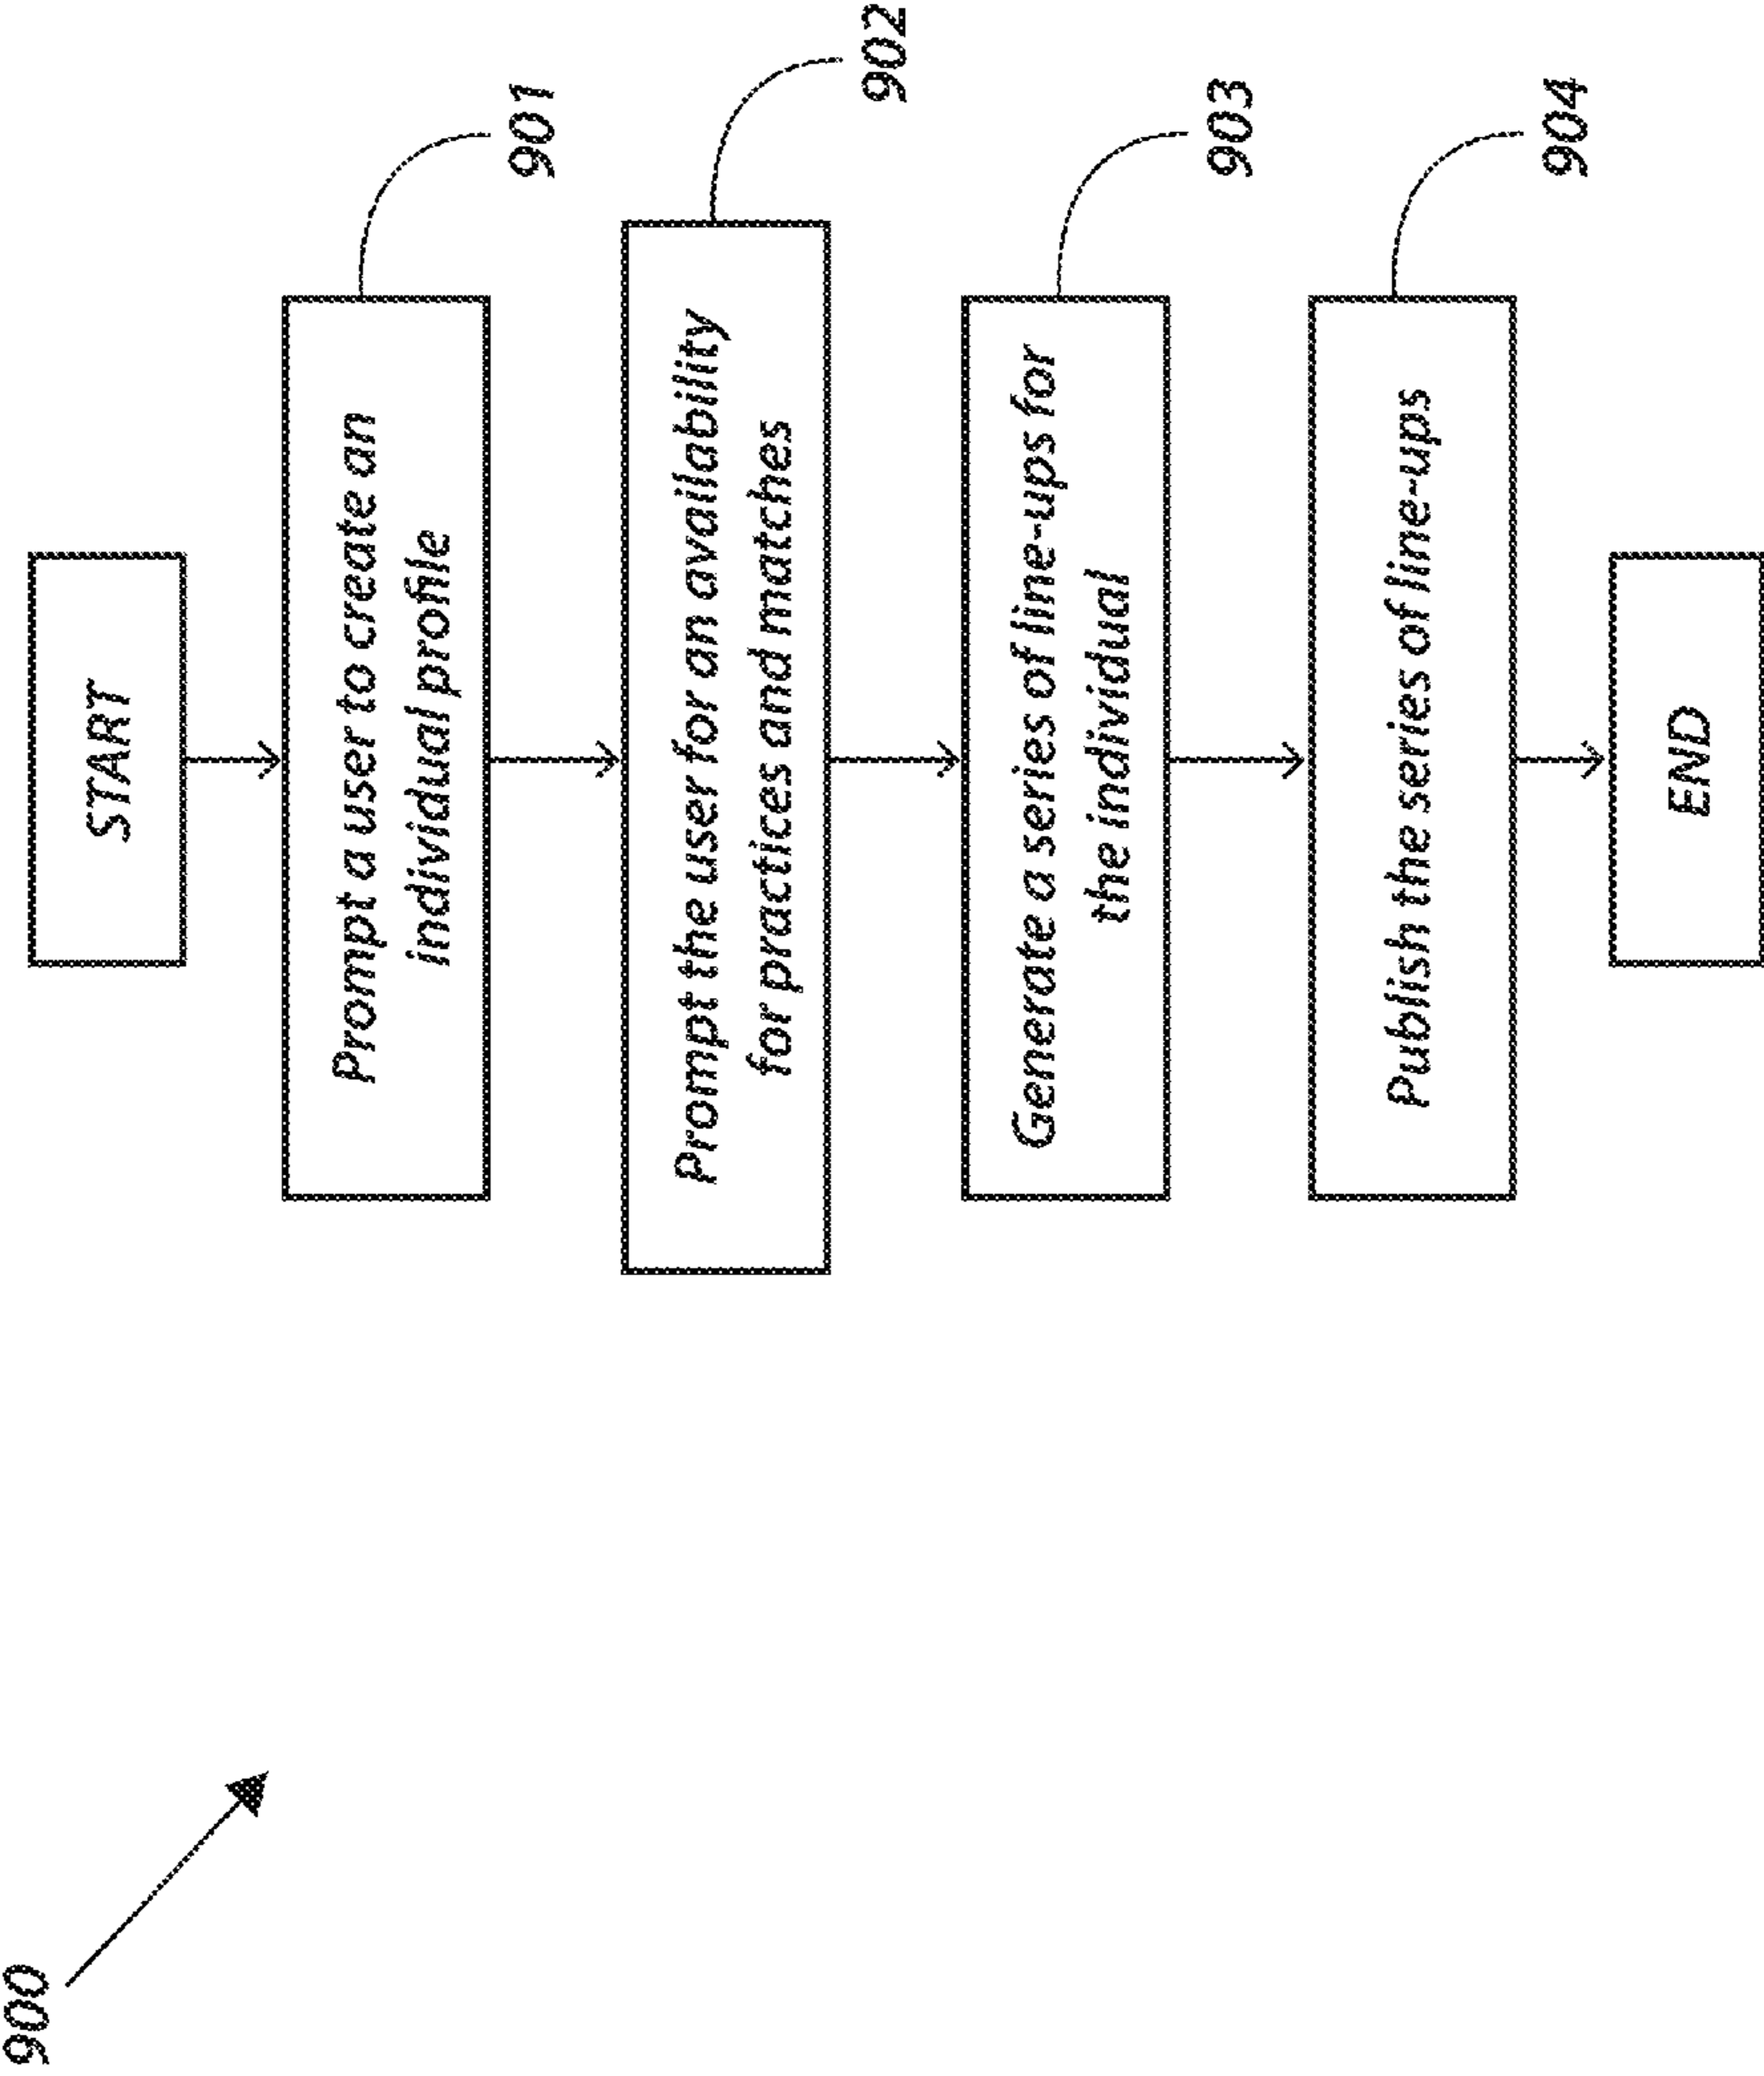 900
START
Prompt a user to create an
individual profile
901
Prompt the user for an availability
for practices and matches
902
Generate a series of line-ups for
the individual
903
Publish the series of line-ups
904
END